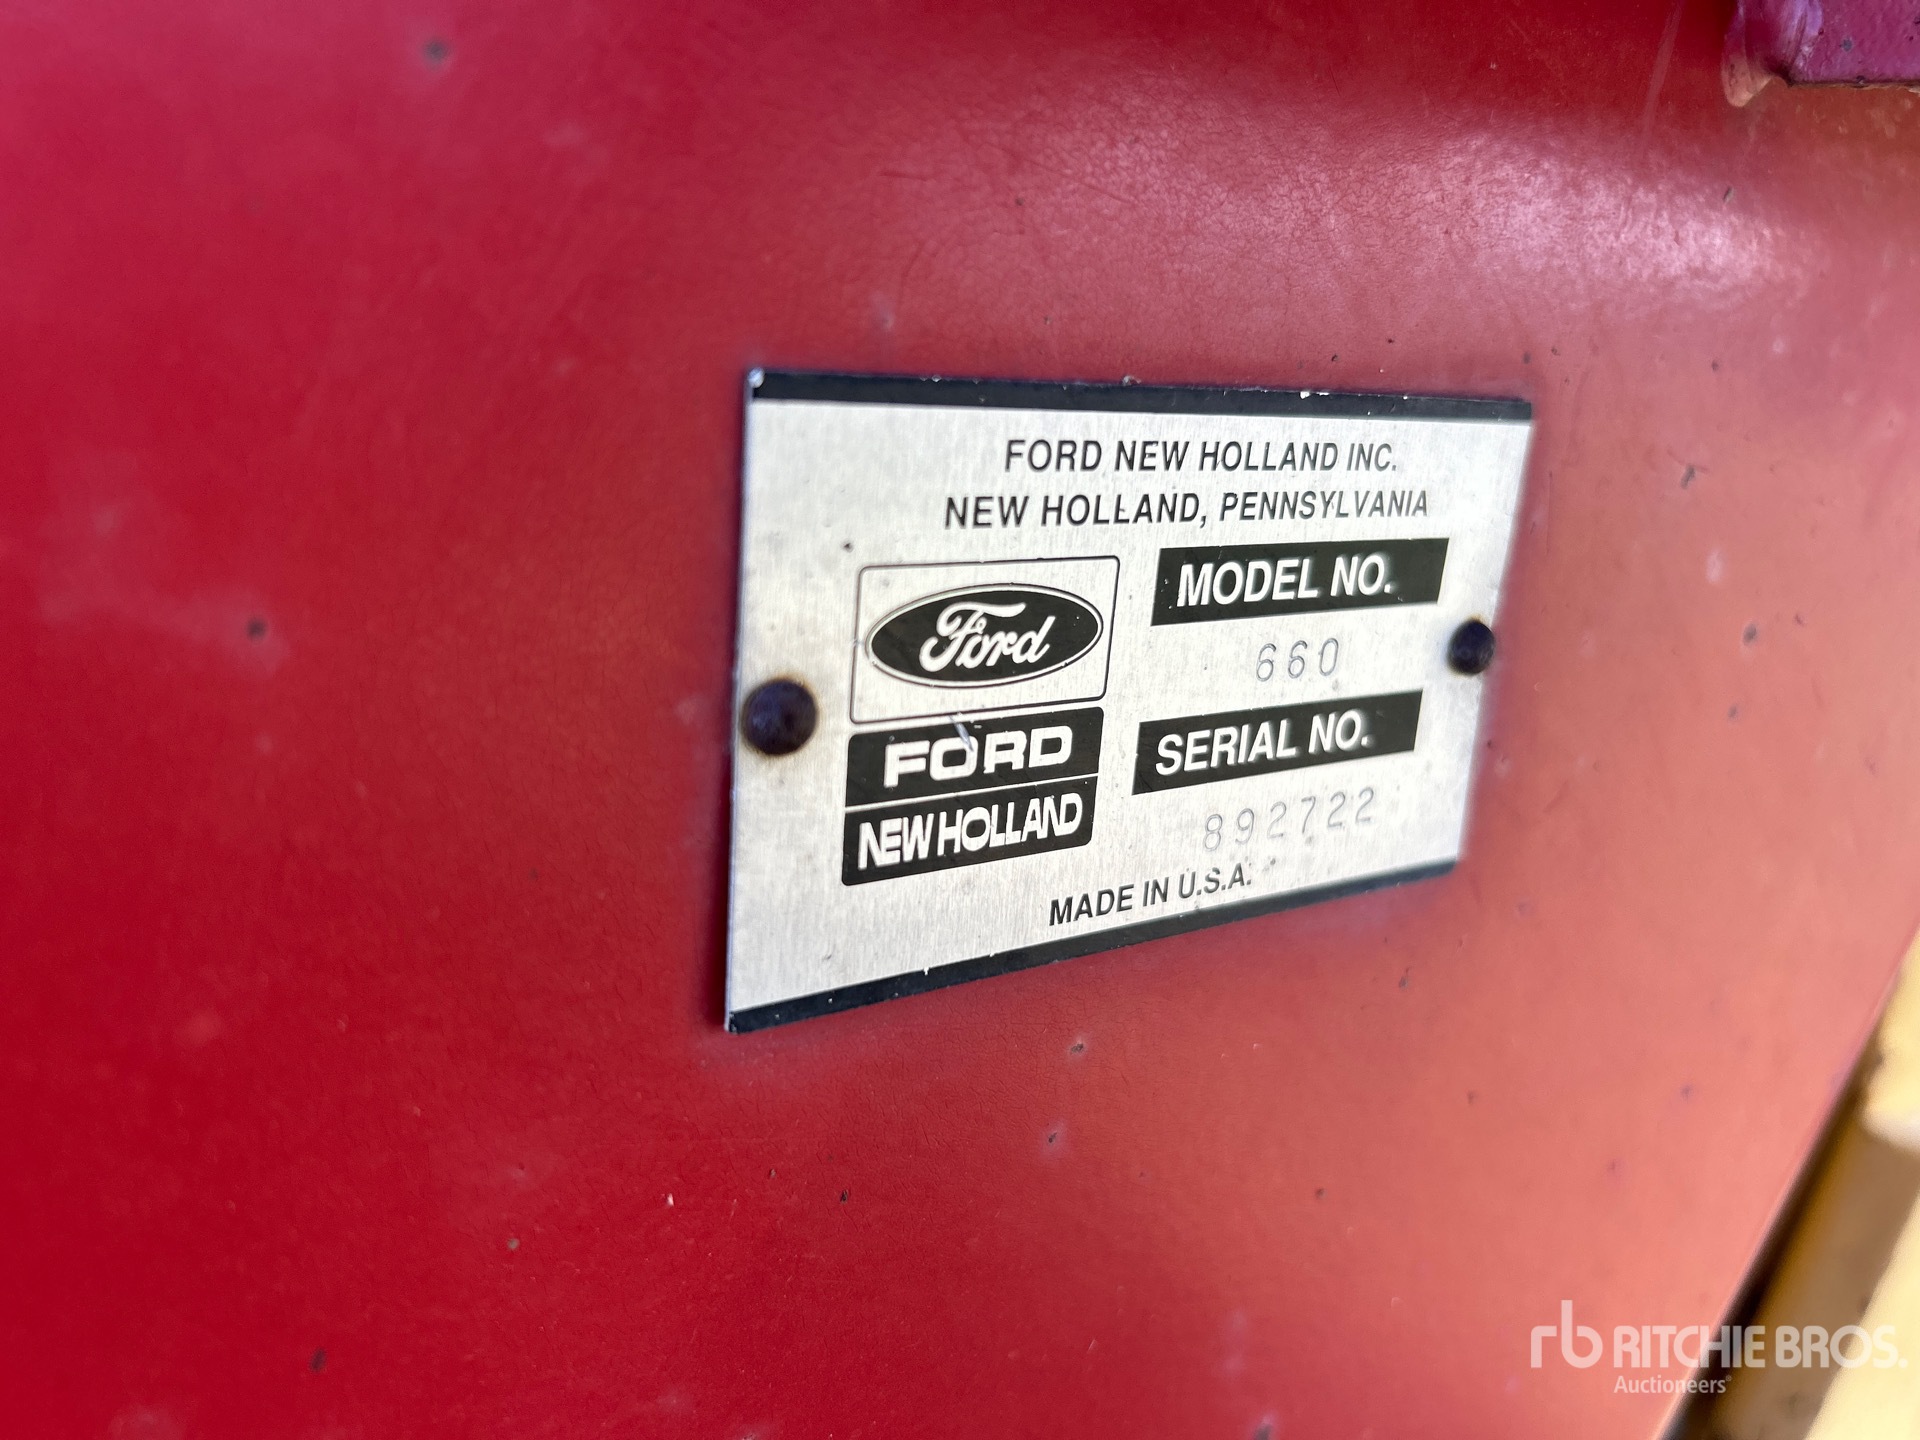 FORD NEW HOLLAND INC.
NEW HOLLAND, PENNSYLVANIA
Ford
FORD
NEW HOLLAND
MODEL NO.
660
SERIAL NO.
892722
MADE IN U.S.A.
rb RITCHIE BROS.
Auctioneers®